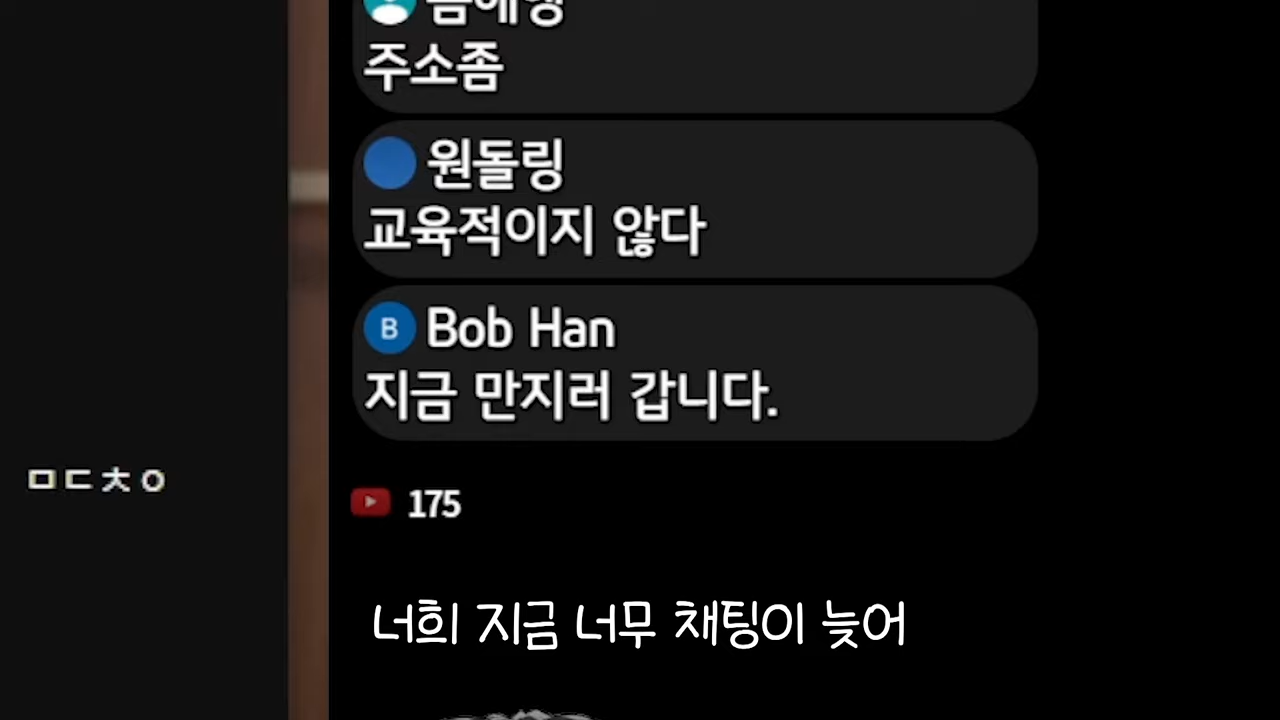 주소좀
원돌링
교육적이지 않다
B Bob Han
지금 만지러 갑니다.
ㅁㄷㅊㅇ
175
너희 지금 너무 채팅이 늦어